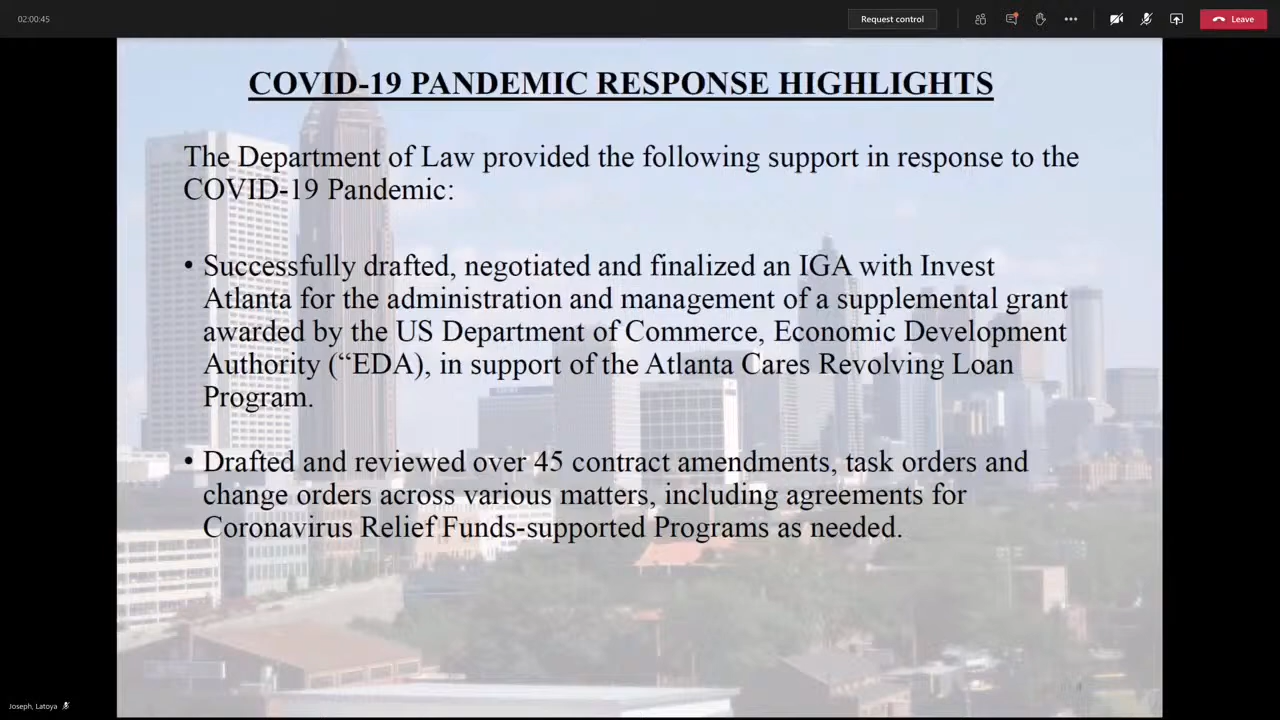 02:00:45
Request control
Leave
COVID-19 PANDEMIC RESPONSE HIGHLIGHTS
The Department of Law provided the following support in response to the
COVID-19 Pandemic:
• Successfully drafted, negotiated and finalized an IGA with Invest
Atlanta for the administration and management of a supplemental grant
awarded by the US Department of Commerce, Economic Development
Authority (“EDA), in support of the Atlanta Cares Revolving Loan
Program.
• Drafted and reviewed over 45 contract amendments, task orders and
change orders across various matters, including agreements for
Coronavirus Relief Funds-supported Programs as needed.
Joseph, Latoya